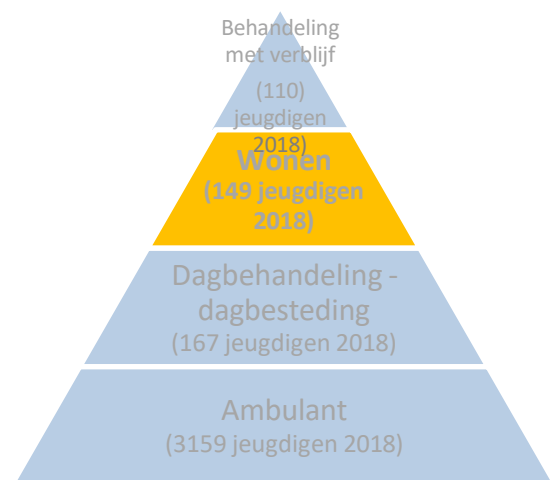 Behandeling
met verblijf
(110)
jeugdigen
2018)
Wonen
(149 jeugdigen
2018)
Dagbehandeling -
dagbesteding
(167 jeugdigen 2018)
Ambulant
(3159 jeugdigen 2018)